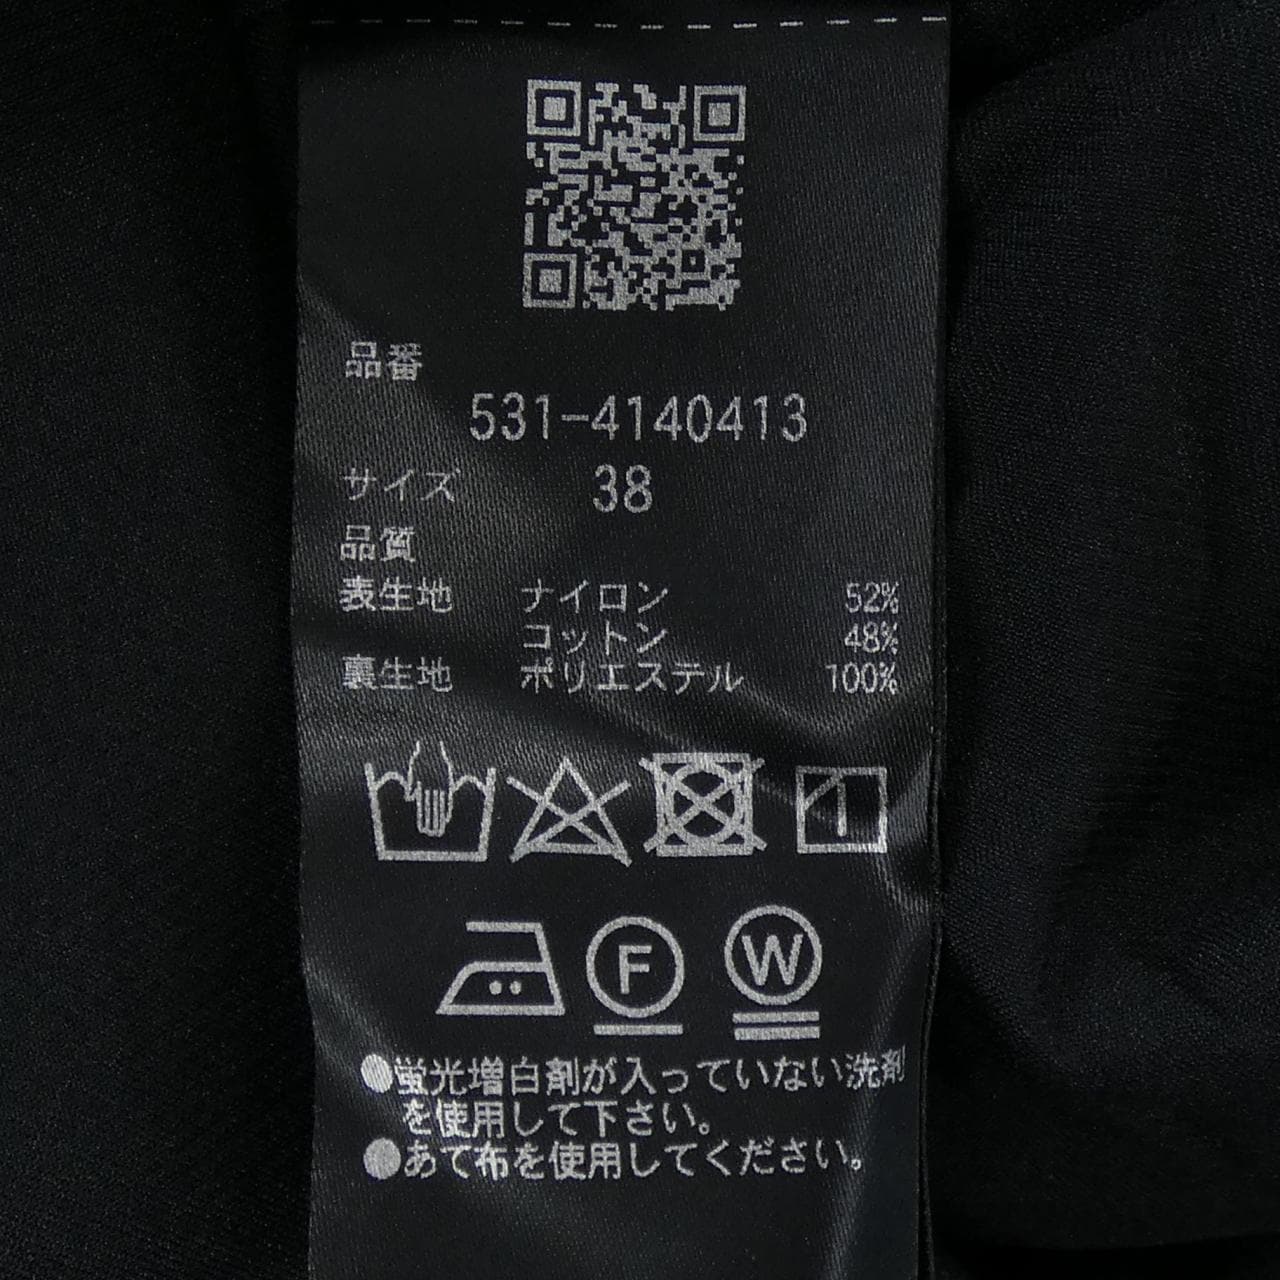 品番
531-4140413
サイズ 38
品質
表生地 ナイロン 52%
コットン 48%
裏生地 ポリエステル 100%
F W
●蛍光増白剤が入っていない洗剤
を使用して下さい。
●あて布を使用してください。